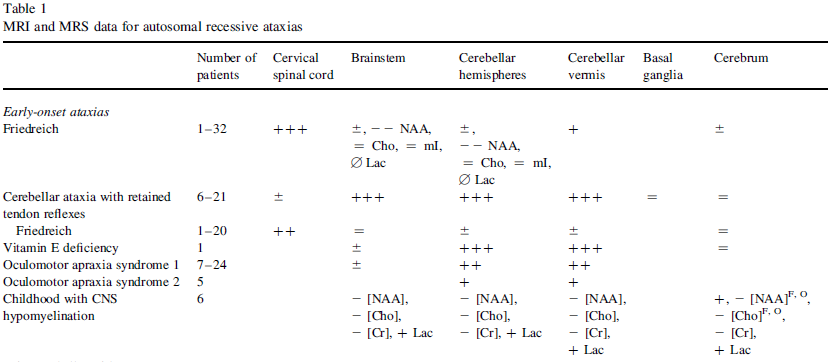 Table 1
MRI and MRS data for autosomal recessive ataxias
Number of patients Cervical spinal cord Brainstem Cerebellar hemispheres Cerebellar vermis Basal ganglia Cerebrum
Early-onset ataxias
Friedreich 1–32 +++ ±, −− NAA, = Cho, = mI, ∅ Lac ±, −− NAA, = Cho, = mI, ∅ Lac + ±
Cerebellar ataxia with retained tendon reflexes 6–21 ± +++ +++ +++ = =
Friedreich 1–20 ++ = ± ± =
Vitamin E deficiency 1 ± +++ +++ =
Oculomotor apraxia syndrome 1 7–24 ± ++ ++
Oculomotor apraxia syndrome 2 5 + +
Childhood with CNS hypomyelination 6 − [NAA], − [Cho], − [Cr], + Lac − [NAA], − [Cho], − [Cr], + Lac − [NAA], − [Cho], − [Cr], + Lac +, − [NAA]F, O, − [Cho]F, O, − [Cr], + Lac